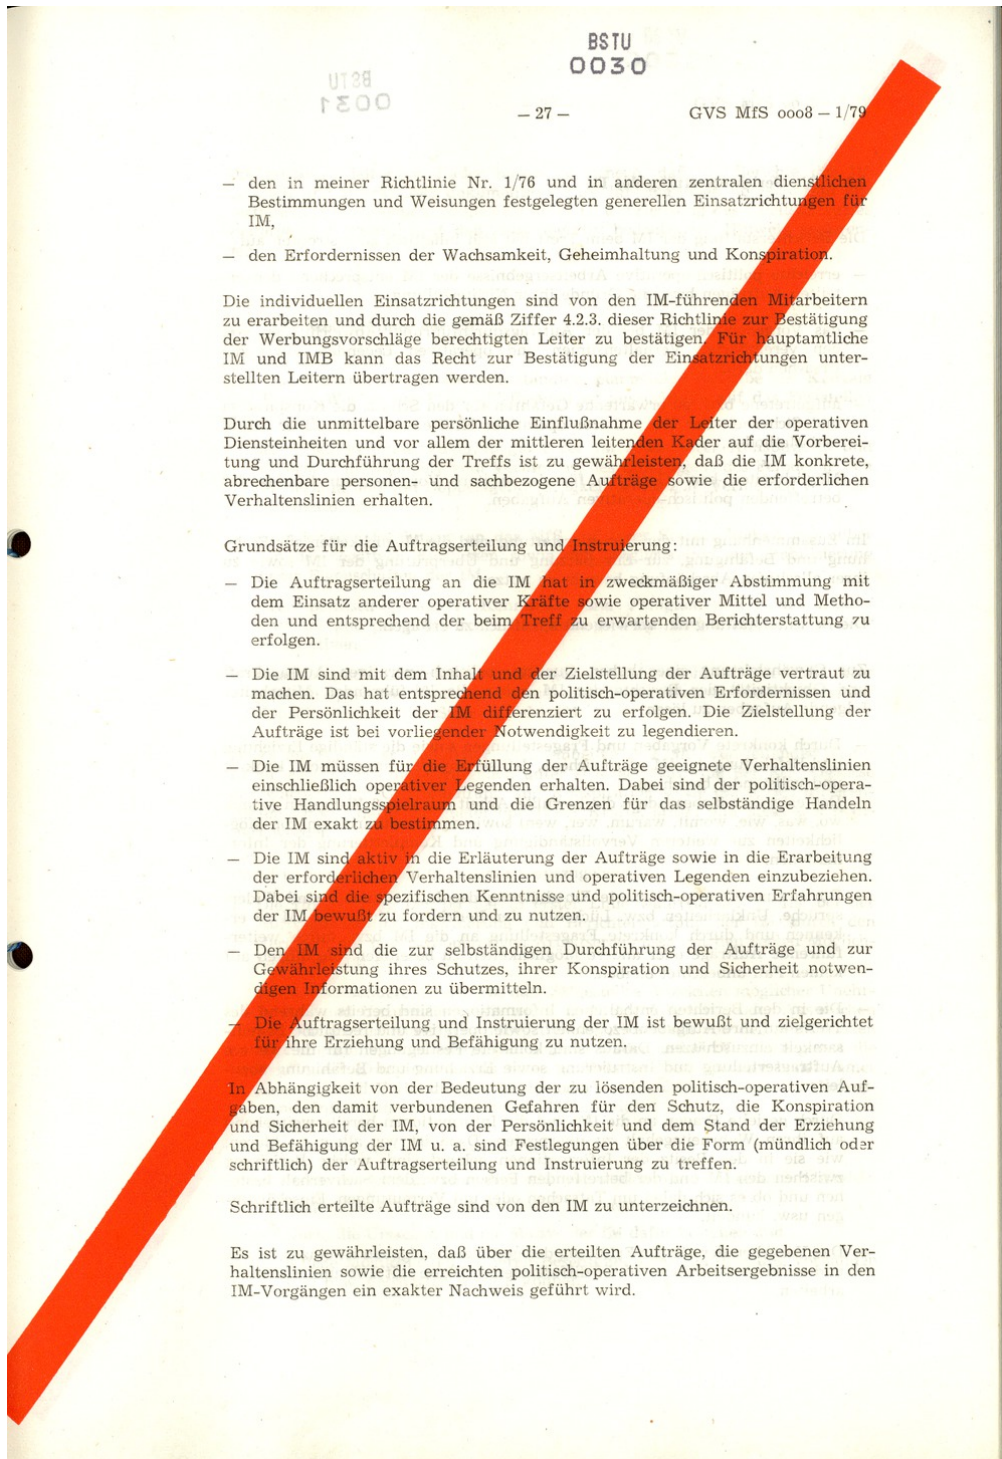 BSTU
0030
BSTU
0031
— 27 —
GVS MfS ooo8 — 1/79
— den in meiner Richtlinie Nr. 1/76 und in anderen zentralen dienstlichen
Bestimmungen und Weisungen festgelegten generellen Einsatzrichtungen für
IM,
— den Erfordernissen der Wachsamkeit, Geheimhaltung und Konspiration.
Die individuellen Einsatzrichtungen sind von den IM-führenden Mitarbeitern
zu erarbeiten und durch die gemäß Ziffer 4.2.3. dieser Richtlinie zur Bestätigung
der Werbungsvorschläge berechtigten Leiter zu bestätigen. Für hauptamtliche
IM und IMB kann das Recht zur Bestätigung der Einsatzrichtungen unter-
stellten Leitern übertragen werden.
Durch die unmittelbare persönliche Einflußnahme der Leiter der operativen
Diensteinheiten und vor allem der mittleren leitenden Kader auf die Vorberei-
tung und Durchführung der Treffs ist zu gewährleisten, daß die IM konkrete,
abrechenbare personen- und sachbezogene Aufträge sowie die erforderlichen
Verhaltenslinien erhalten.
Grundsätze für die Auftragserteilung und Instruierung:
— Die Auftragserteilung an die IM hat in zweckmäßiger Abstimmung mit
dem Einsatz anderer operativer Kräfte sowie operativer Mittel und Metho-
den und entsprechend der beim Treff zu erwartenden Berichterstattung zu
erfolgen.
— Die IM sind mit dem Inhalt und der Zielstellung der Aufträge vertraut zu
machen. Das hat entsprechend den politisch-operativen Erfordernissen und
der Persönlichkeit der IM differenziert zu erfolgen. Die Zielstellung der
Aufträge ist bei vorliegender Notwendigkeit zu legendieren.
— Die IM müssen für die Erfüllung der Aufträge geeignete Verhaltenslinien
einschließlich operativer Legenden erhalten. Dabei sind der politisch-opera-
tive Handlungsspielraum und die Grenzen für das selbständige Handeln
der IM exakt zu bestimmen.
— Die IM sind aktiv in die Erläuterung der Aufträge sowie in die Erarbeitung
der erforderlichen Verhaltenslinien und operativen Legenden einzubeziehen.
Dabei sind die spezifischen Kenntnisse und politisch-operativen Erfahrungen
der IM bewußt zu fordern und zu nutzen.
— Den IM sind die zur selbständigen Durchführung der Aufträge und zur
Gewährleistung ihres Schutzes, ihrer Konspiration und Sicherheit notwen-
digen Informationen zu übermitteln.
— Die Auftragserteilung und Instruierung der IM ist bewußt und zielgerichtet
für ihre Erziehung und Befähigung zu nutzen.
In Abhängigkeit von der Bedeutung der zu lösenden politisch-operativen Auf-
gaben, den damit verbundenen Gefahren für den Schutz, die Konspiration
und Sicherheit der IM, von der Persönlichkeit und dem Stand der Erziehung
und Befähigung der IM u. a. sind Festlegungen über die Form (mündlich oder
schriftlich) der Auftragserteilung und Instruierung zu treffen.
Schriftlich erteilte Aufträge sind von den IM zu unterzeichnen.
Es ist zu gewährleisten, daß über die erteilten Aufträge, die gegebenen Ver-
haltenslinien sowie die erreichten politisch-operativen Arbeitsergebnisse in den
IM-Vorgängen ein exakter Nachweis geführt wird.